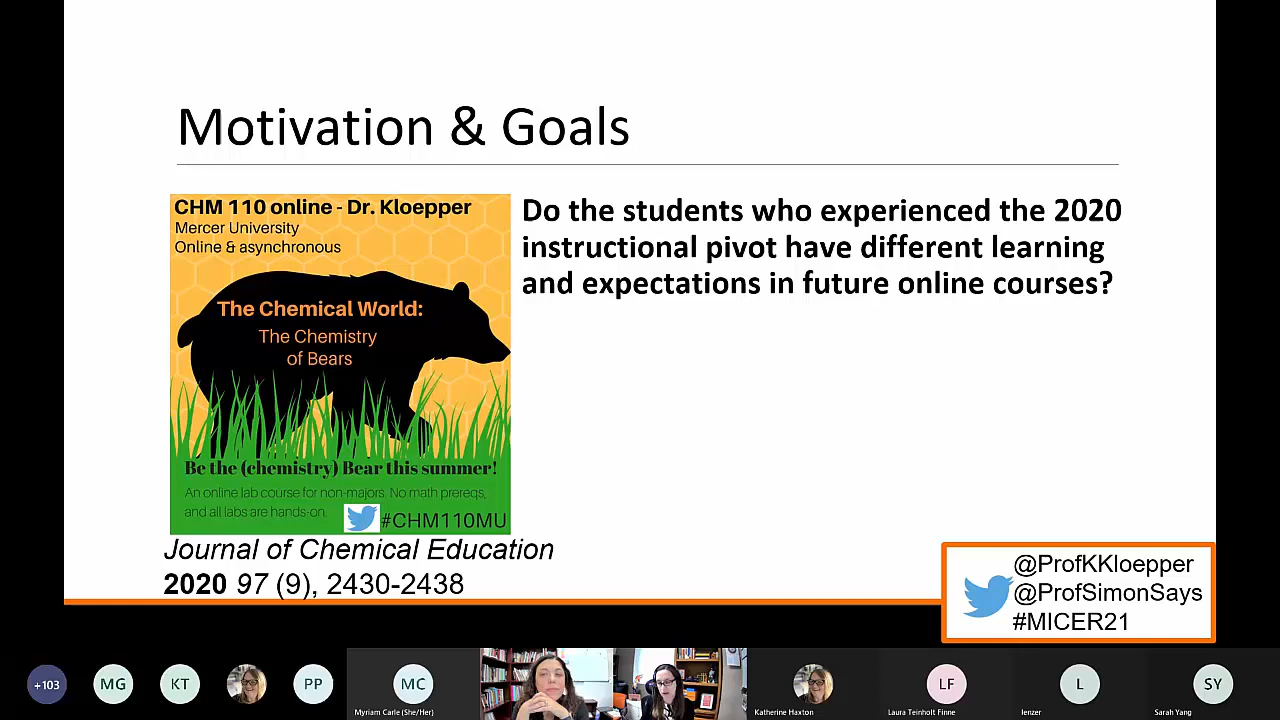 Motivation & Goals
CHM 110 online - Dr. Kloepper
Mercer University
Online & asynchronous
The Chemical World:
The Chemistry
of Bears
Be the (chemistry) Bear this summer!
An online lab course for non-majors. No math prereqs,
and all labs are hands-on.
#CHM110MU
Journal of Chemical Education
2020 97 (9), 2430-2438
Do the students who experienced the 2020
instructional pivot have different learning
and expectations in future online courses?
@ProfKKloepper
@ProfSimonSays
#MICER21
+103
MG
KT
PP
MC
Myriam Carle (She/Her)
Katherine Haxton
LF
Laura Teinholt Finne
L
lenzer
SY
Sarah Yang